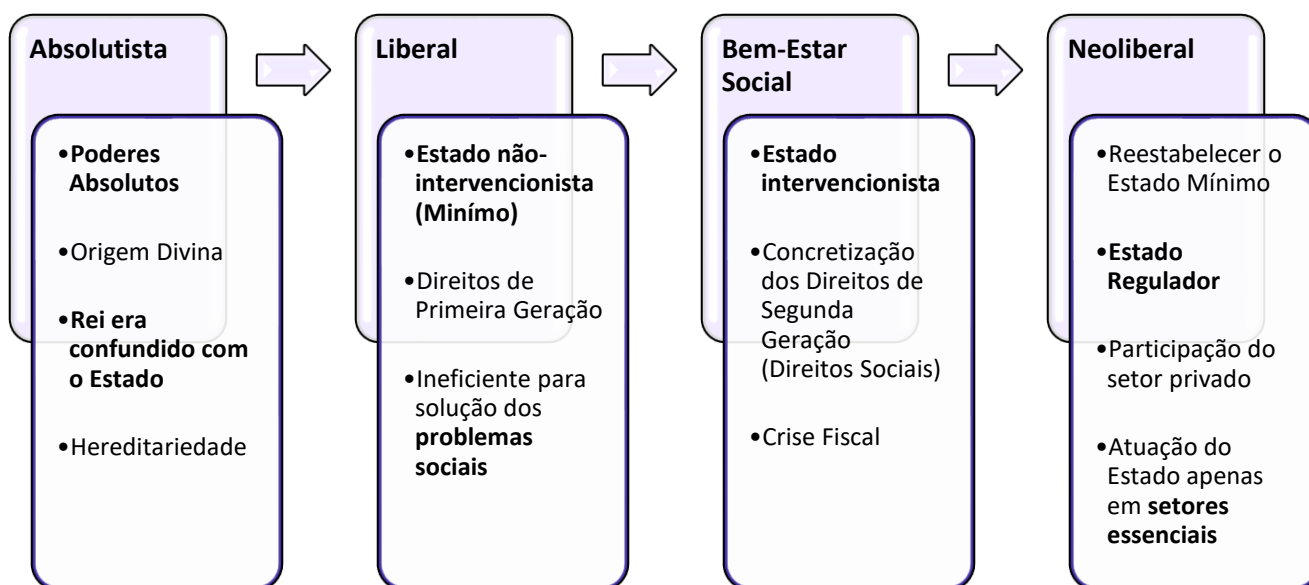 Absolutista
•Poderes
Absolutos
•Origem Divina
•Rei era
confundido com
o Estado
•Hereditariedade
Liberal
•Estado não-
intervencionista
(Minímo)
•Direitos de
Primeira Geração
•Ineficiente para
solução dos
problemas
sociais
Bem-Estar
Social
•Estado
intervencionista
•Concretização
dos Direitos de
Segunda
Geração
(Direitos Sociais)
•Crise Fiscal
Neoliberal
•Reestabelecer o
Estado Mínimo
•Estado
Regulador
•Participação do
setor privado
•Atuação do
Estado apenas
em setores
essenciais